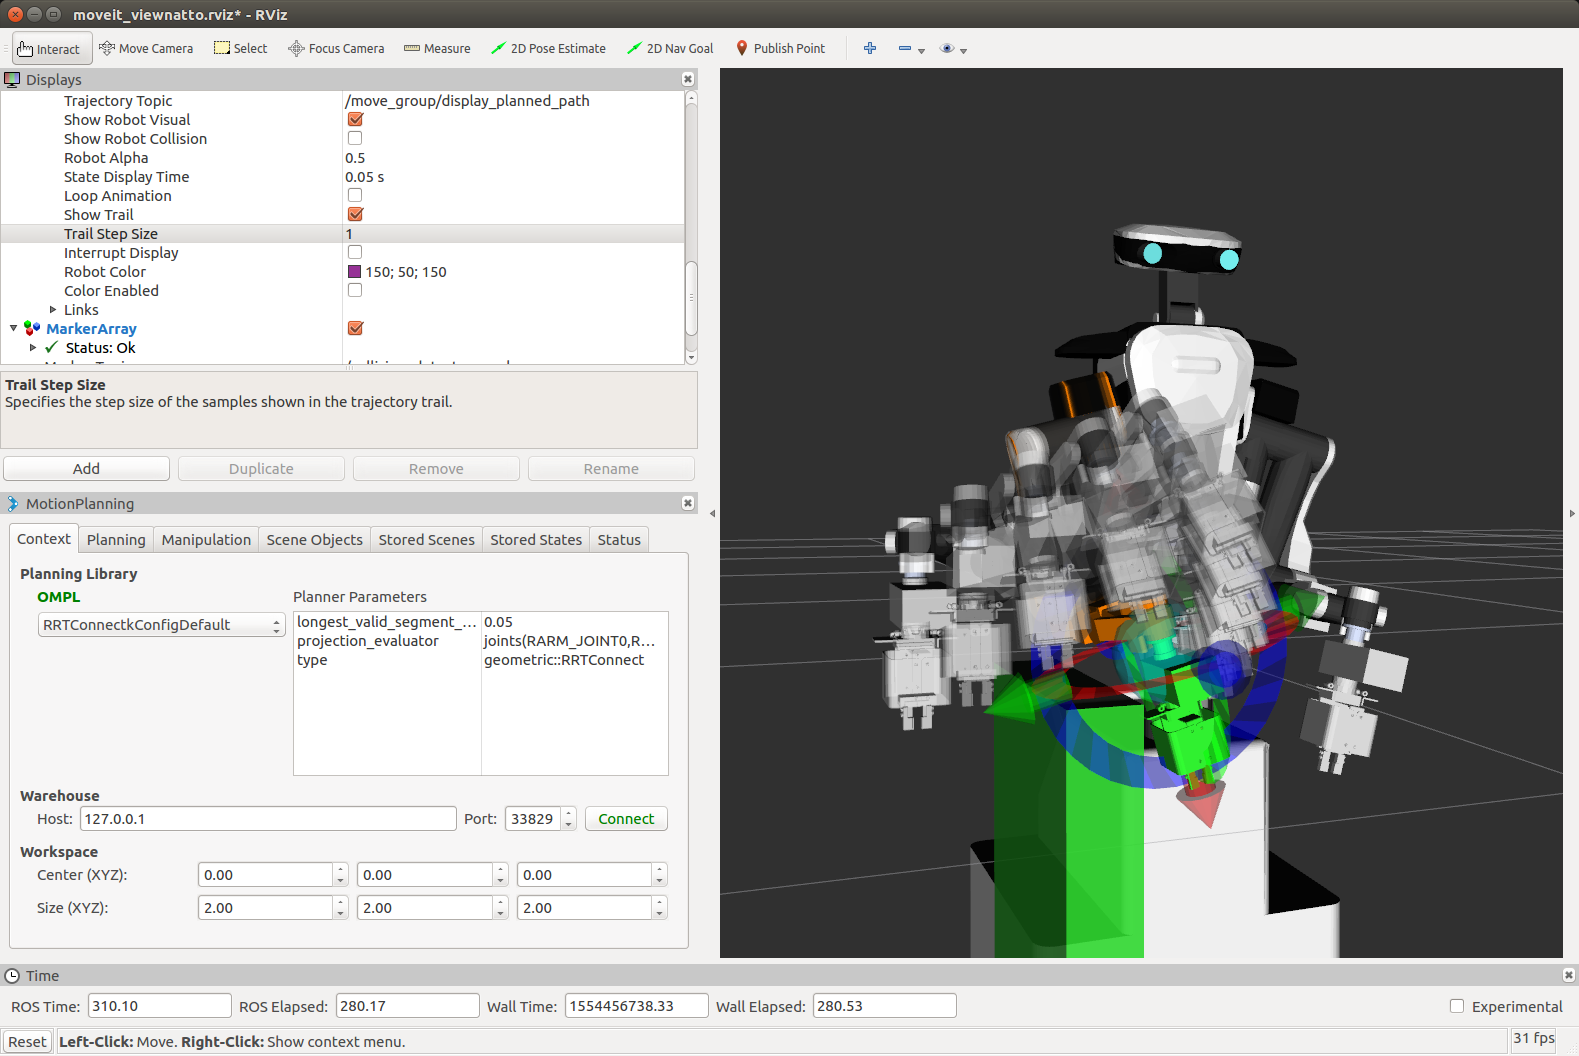 moveit_viewnatto.rviz* - RViz
Interact Move Camera Select Focus Camera Measure 2D Pose Estimate 2D Nav Goal Publish Point
Displays
Trajectory Topic /move_group/display_planned_path
Show Robot Visual
Show Robot Collision
Robot Alpha 0.5
State Display Time 0.05 s
Loop Animation
Show Trail
Trail Step Size 1
Interrupt Display
Robot Color 150; 50; 150
Color Enabled
Links
MarkerArray
Status: Ok
Trail Step Size
Specifies the step size of the samples shown in the trajectory trail.
Add Duplicate Remove Rename
MotionPlanning
Context Planning Manipulation Scene Objects Stored Scenes Stored States Status
Planning Library
OMPL Planner Parameters
RRTConnectkConfigDefault
longest_valid_segment_... 0.05
projection_evaluator joints(RARM_JOINT0,R...
type geometric::RRTConnect
Warehouse
Host: 127.0.0.1 Port: 33829 Connect
Workspace
Center (XYZ): 0.00 0.00 0.00
Size (XYZ): 2.00 2.00 2.00
Time
ROS Time: 310.10 ROS Elapsed: 280.17 Wall Time: 1554456738.33 Wall Elapsed: 280.53 Experimental
Reset Left-Click: Move. Right-Click: Show context menu. 31 fps